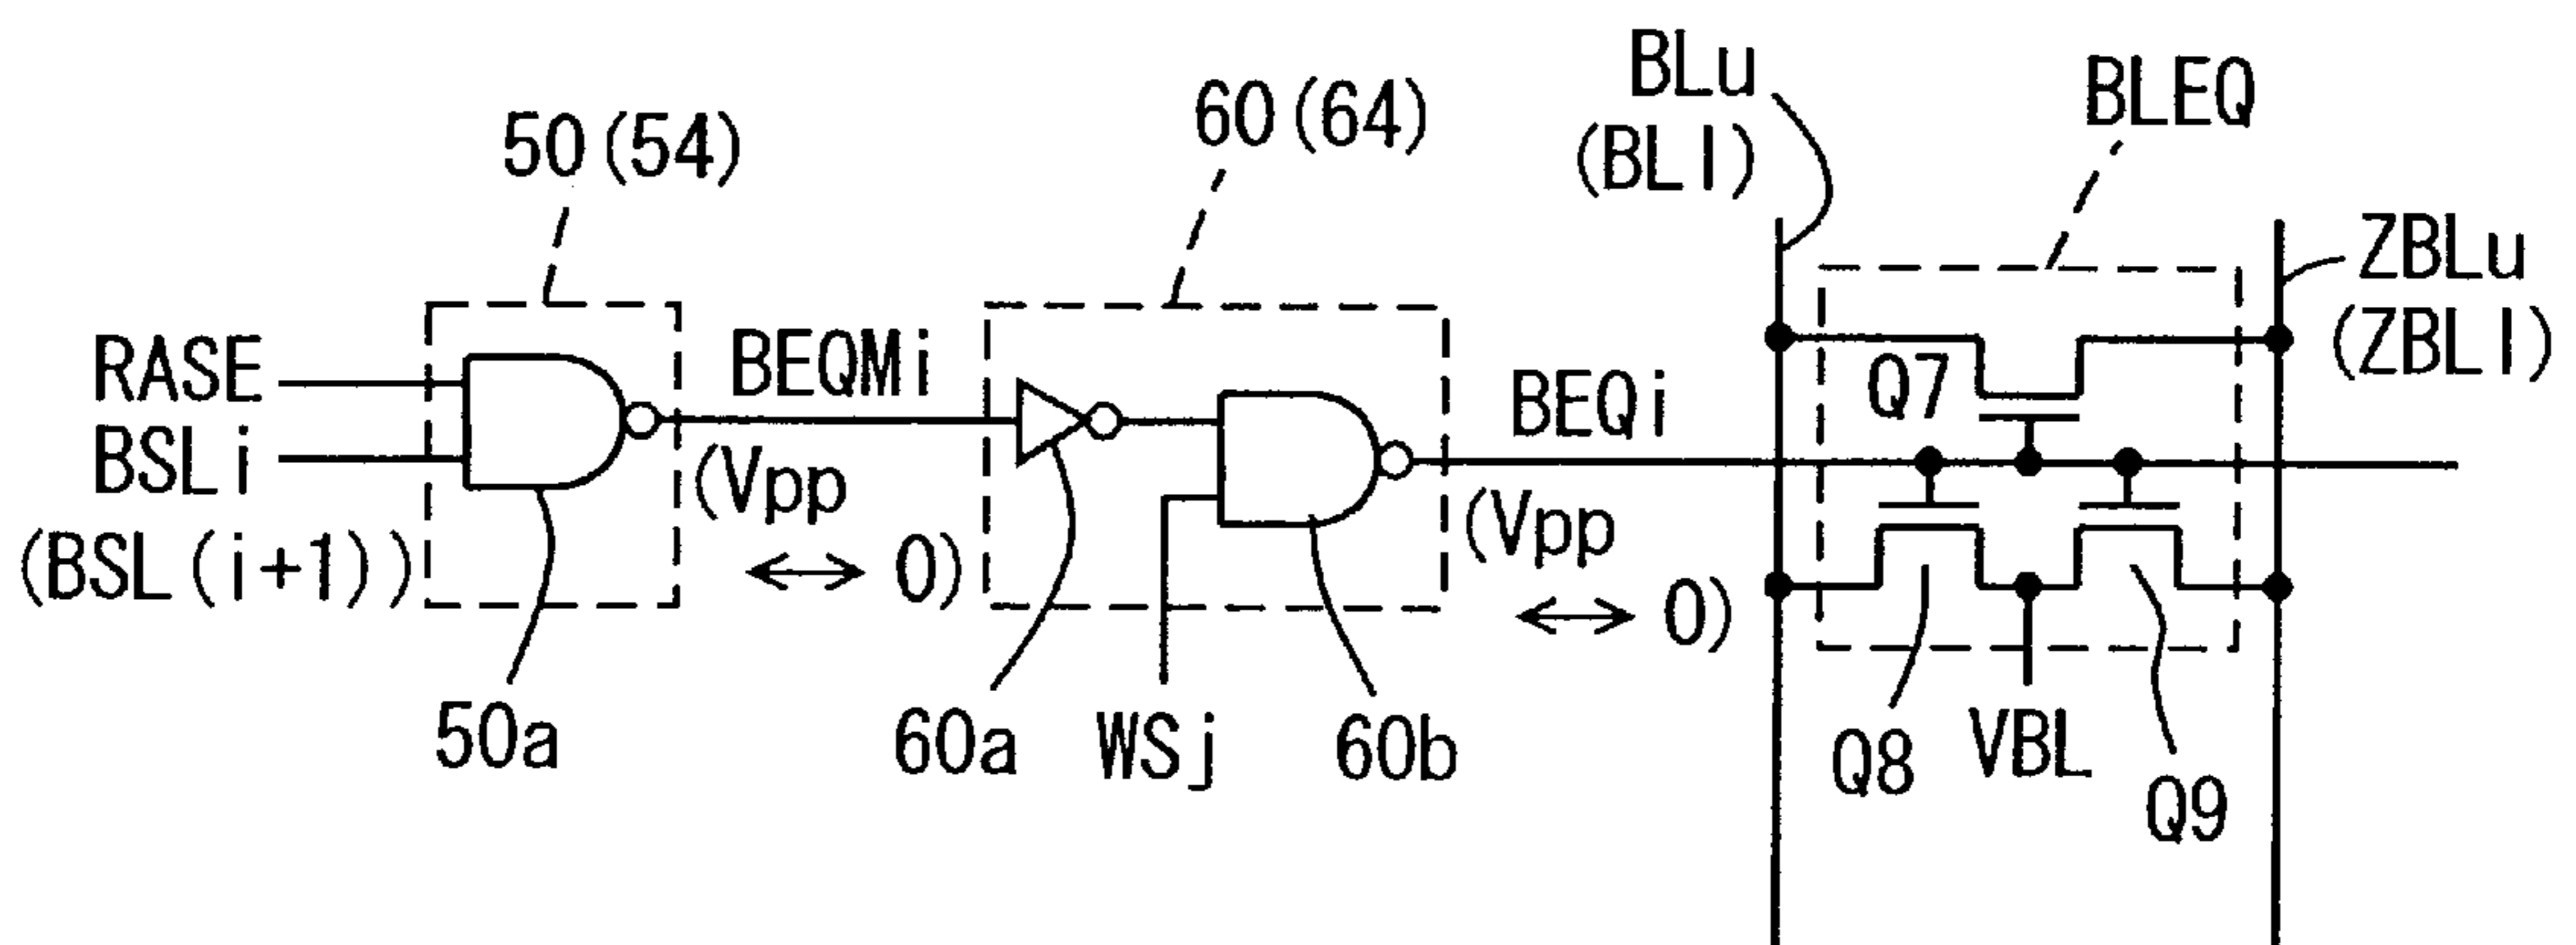 50(54)
60(64)
BLu
(BLl)
BLEQ
ZBLu
(ZBLl)
RASE
BSLi
(BSL(i+1))
BEQMi
(Vpp
↔ 0)
BEQi
(Vpp
↔ 0)
Q7
50a
60a
WSj
60b
Q8
VBL
Q9